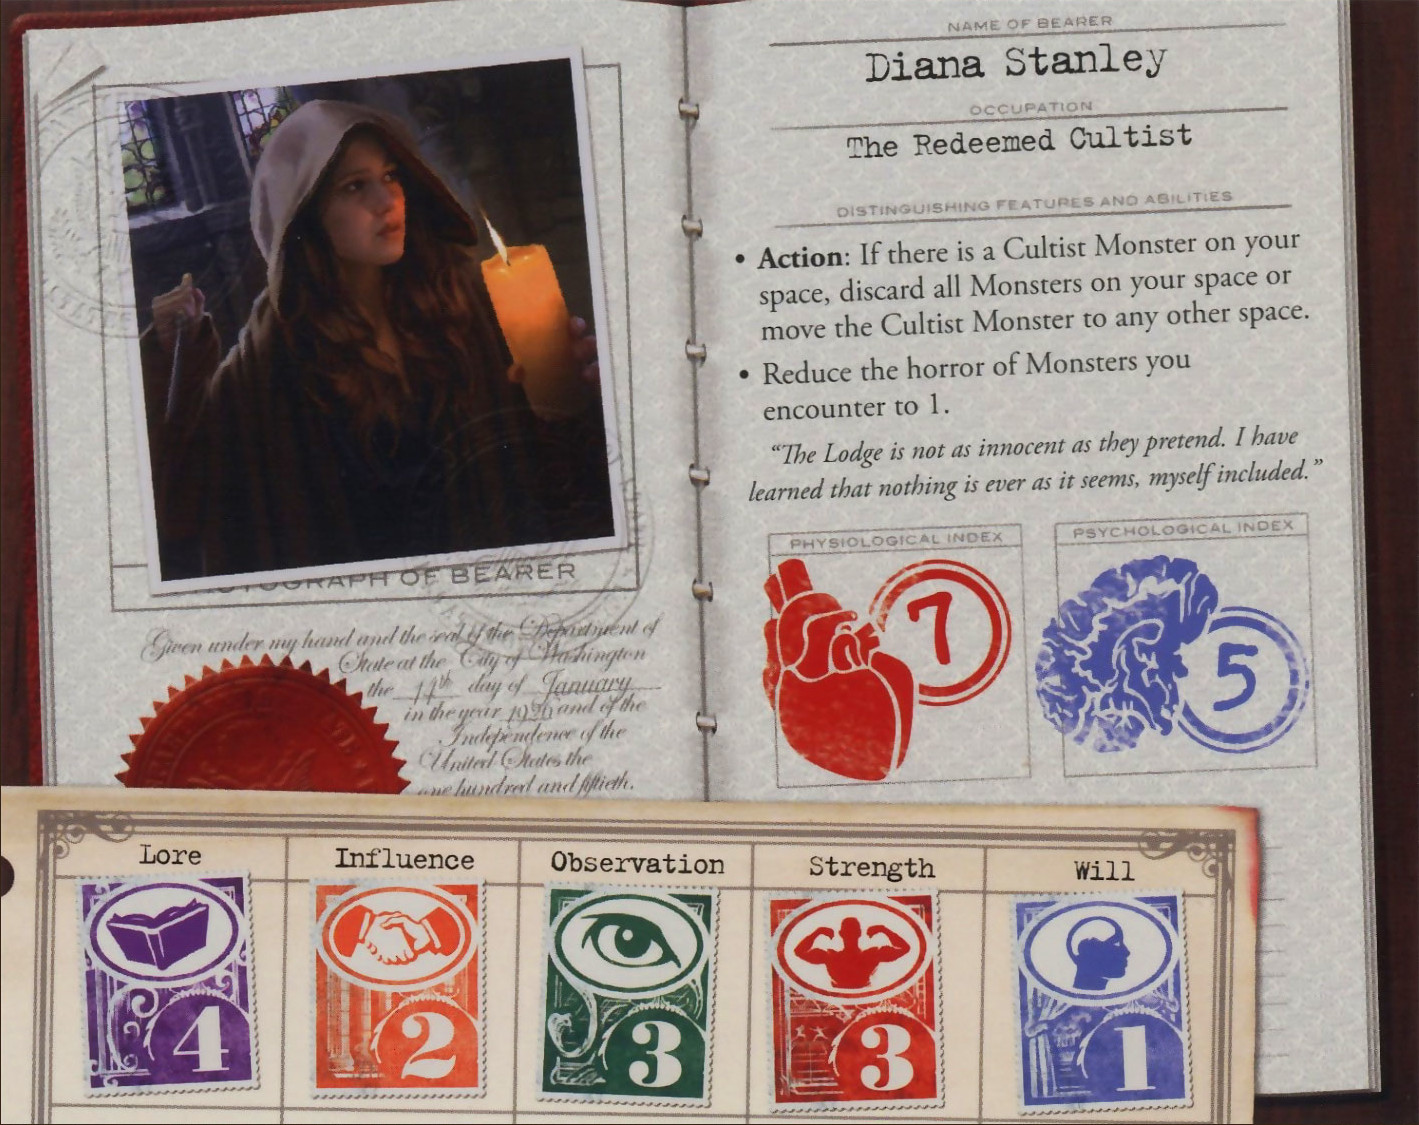 NAME OF BEARER
Diana Stanley
OCCUPATION
The Redeemed Cultist
DISTINGUISHING FEATURES AND ABILITIES
• Action: If there is a Cultist Monster on your
space, discard all Monsters on your space or
move the Cultist Monster to any other space.
• Reduce the horror of Monsters you
encounter to 1.
“The Lodge is not as innocent as they pretend. I have
learned that nothing is ever as it seems, myself included.”
PHYSIOLOGICAL INDEX
7
PSYCHOLOGICAL INDEX
5
OF BEARER
Given under my hand and the seal of the Department of
State at the City of Washington
the day of January
in the year and of the
Independence of the
United States the
one hundred and fiftieth.
Lore
Influence
Observation
Strength
Will
4
2
3
3
1